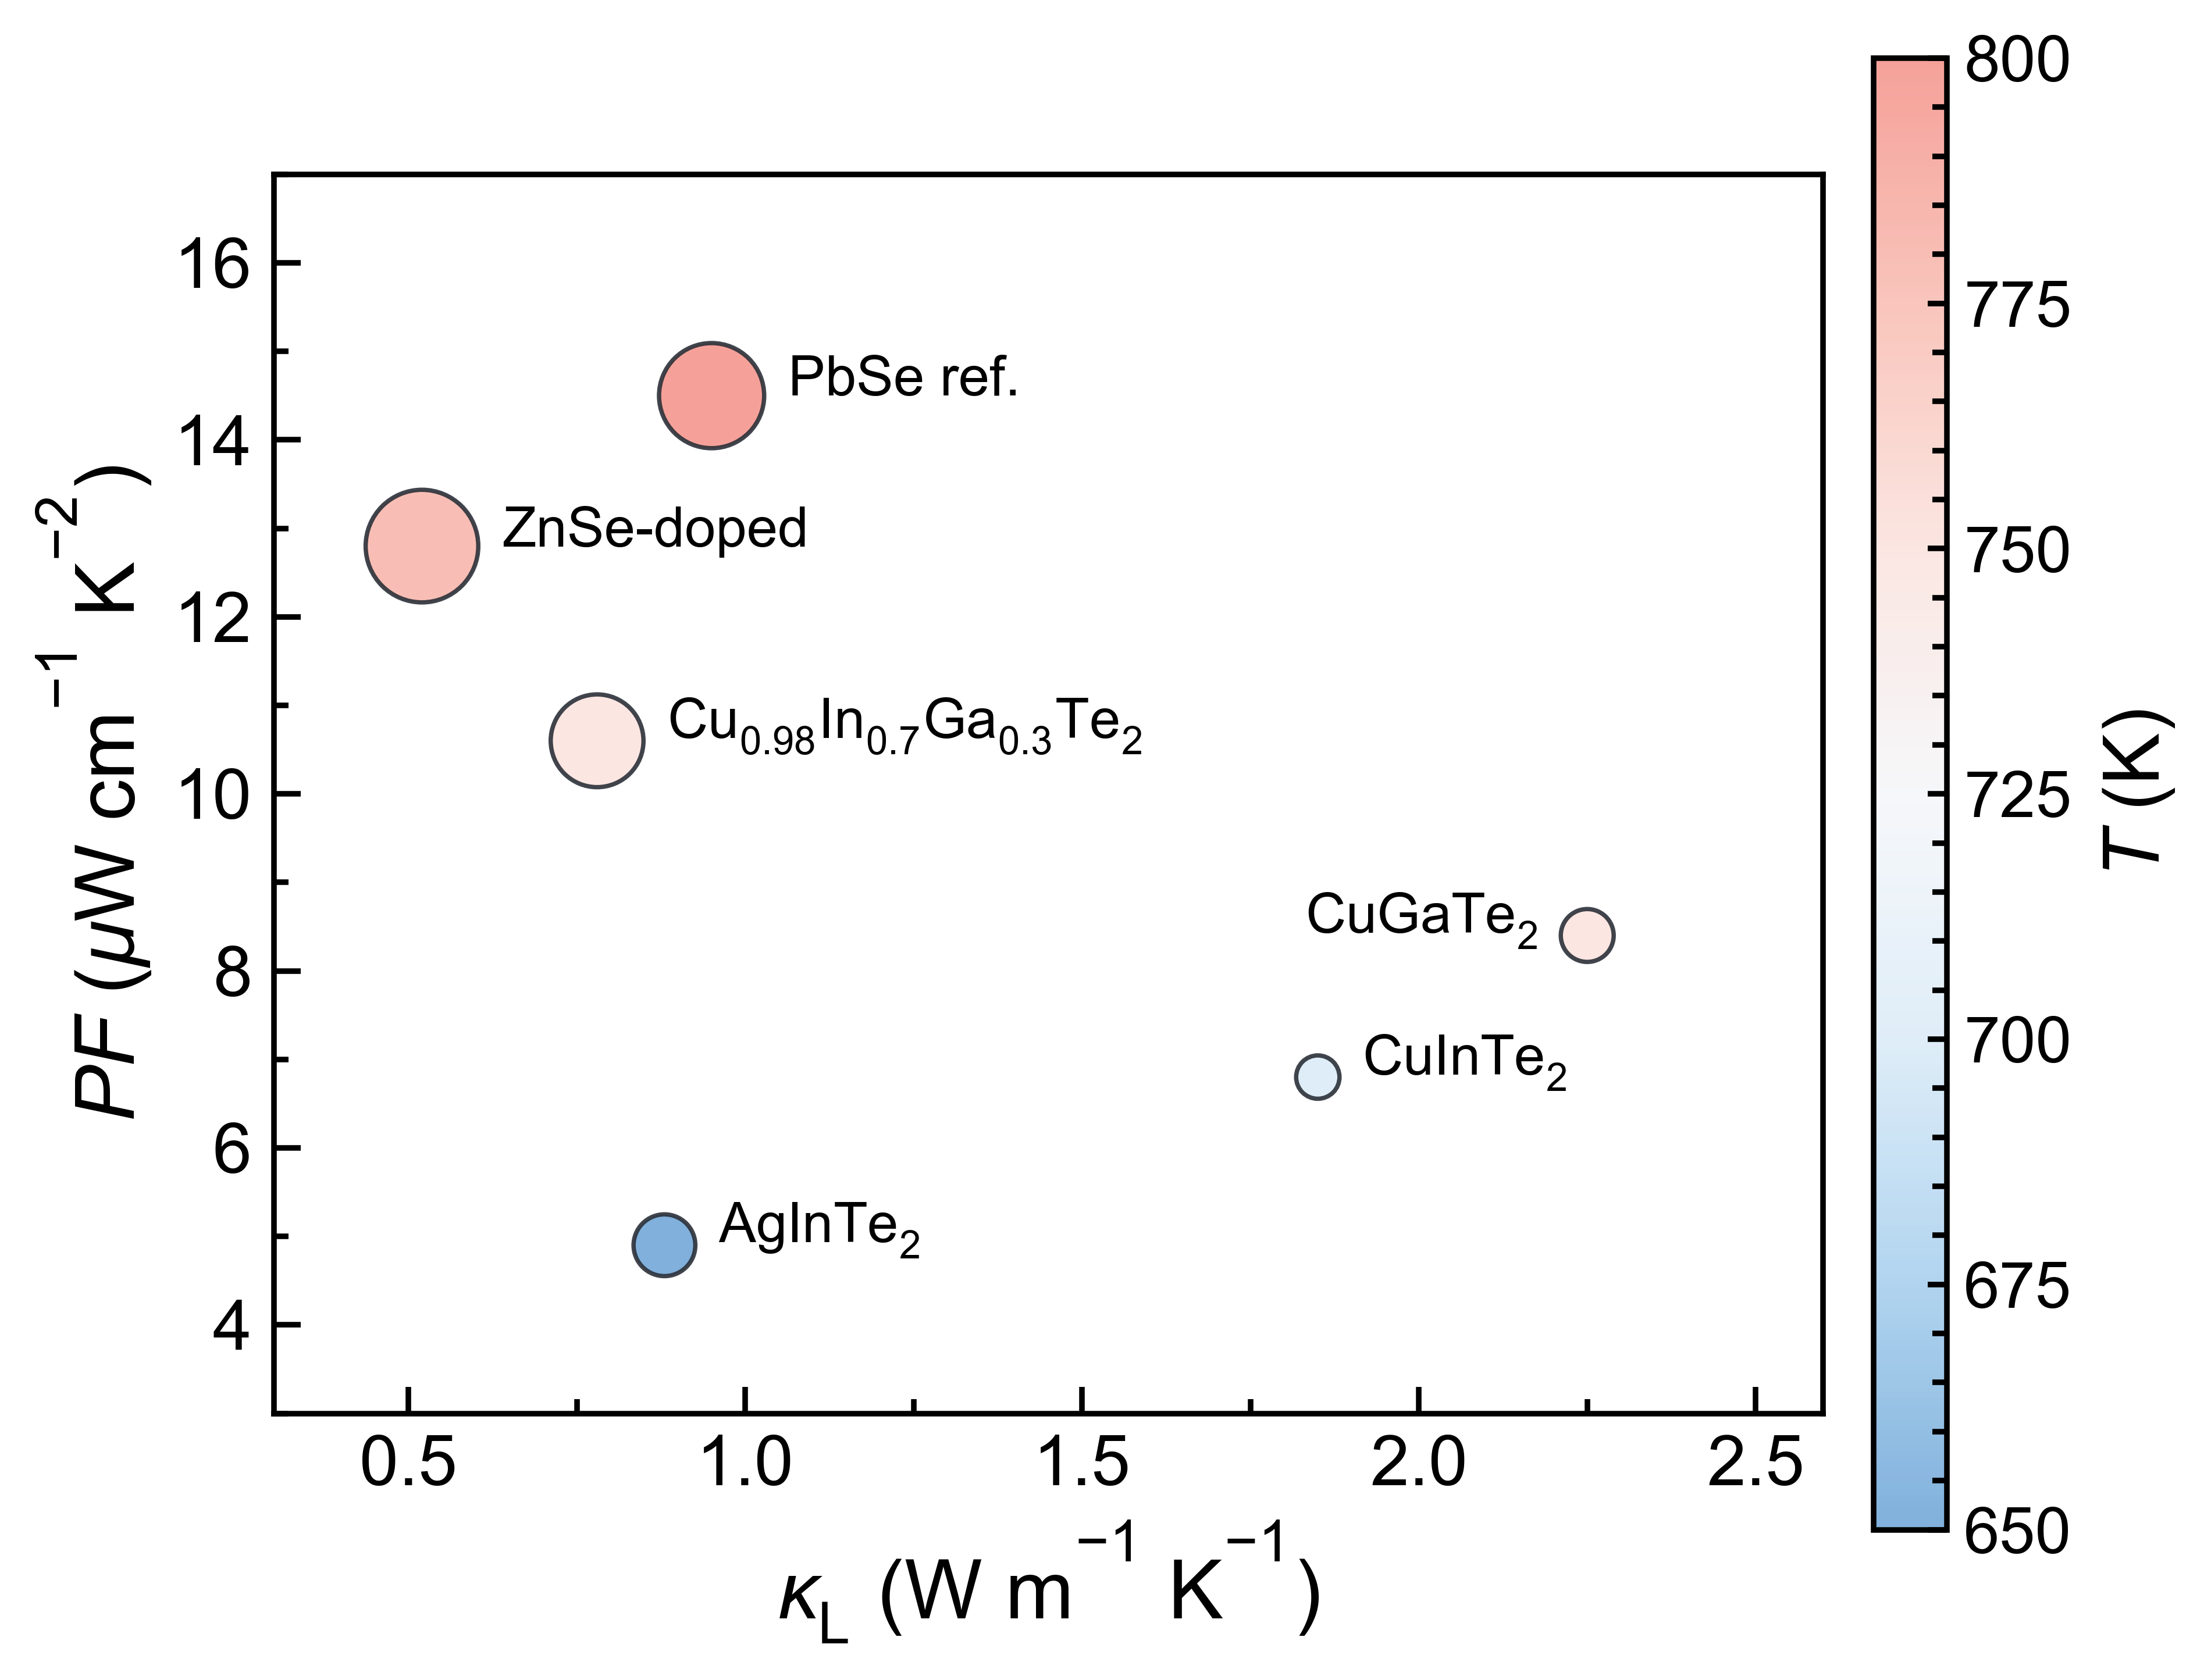 800
775
750
725
700
675
650
T (K)
16
14
12
10
8
6
4
PF (μW cm⁻¹ K⁻²)
PbSe ref.
ZnSe-doped
Cu₀.₉₈In₀.₇Ga₀.₃Te₂
CuGaTe₂
CuInTe₂
AgInTe₂
0.5 1.0 1.5 2.0 2.5
κL (W m⁻¹ K⁻¹)